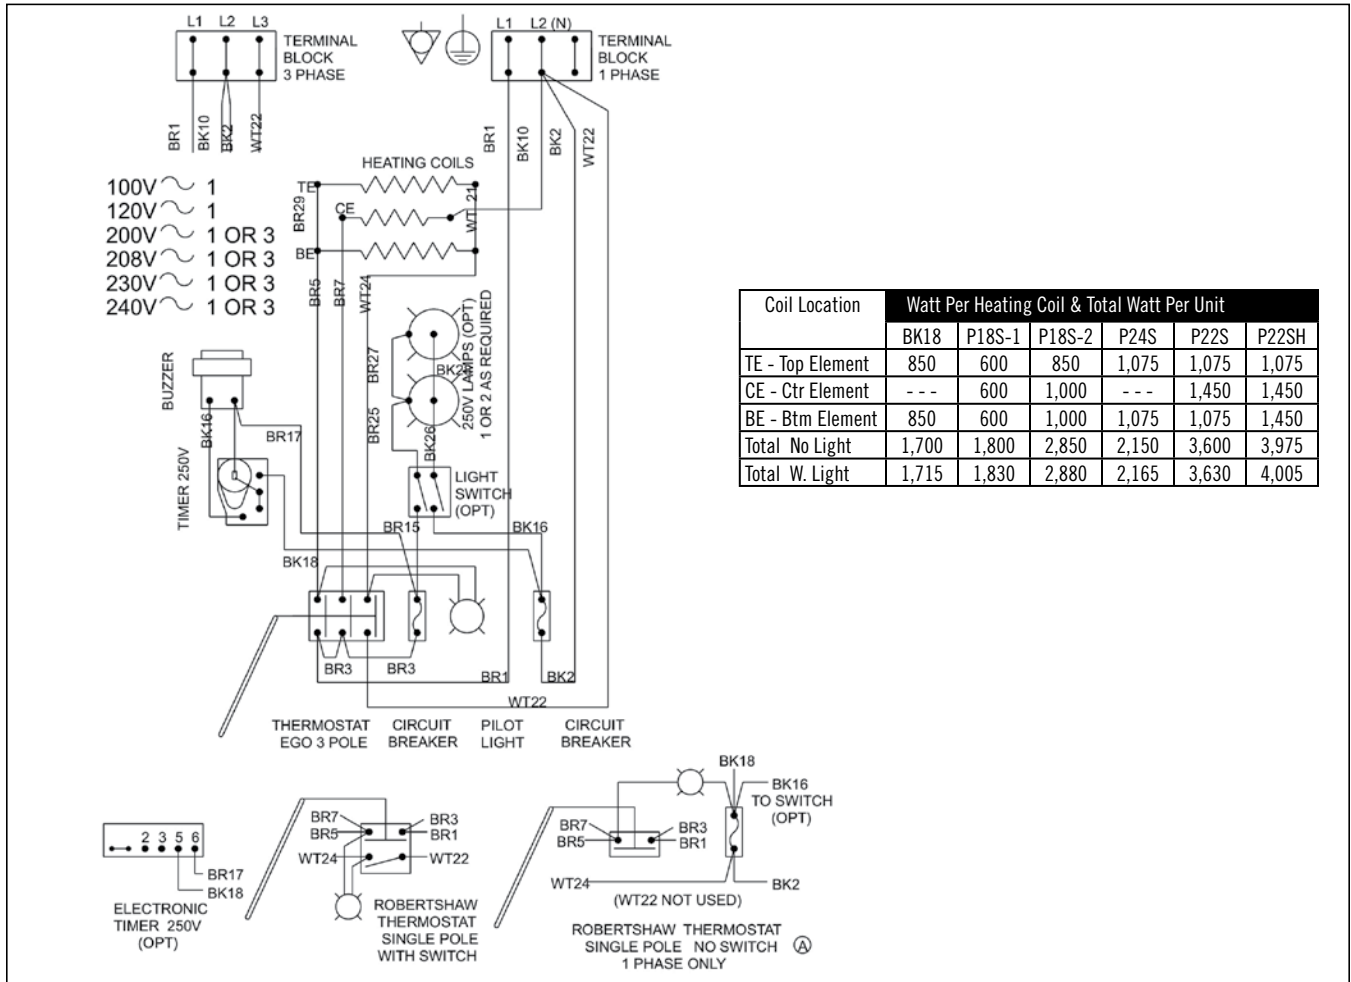 L1 L2 L3
TERMINAL
BLOCK
3 PHASE
L1 L2 (N)
TERMINAL
BLOCK
1 PHASE
BR1
BK10
BK2
WT22
BR1
BK10
BK2
WT22
HEATING COILS
TE
CE
BE
BR29
WT 21
BR5
BR7
WT24
100V 1
120V 1
200V 1 OR 3
208V 1 OR 3
230V 1 OR 3
240V 1 OR 3
Coil Location Watt Per Heating Coil & Total Watt Per Unit
BK18 P18S-1 P18S-2 P24S P22S P22SH
TE - Top Element 850 600 850 1,075 1,075 1,075
CE - Ctr Element - - - 600 1,000 - - - 1,450 1,450
BE - Btm Element 850 600 1,000 1,075 1,075 1,450
Total No Light 1,700 1,800 2,850 2,150 3,600 3,975
Total W. Light 1,715 1,830 2,880 2,165 3,630 4,005
BUZZER
BK16
BR17
TIMER 250V
BR27
BR25
BK26
250V LAMPS (OPT)
1 OR 2 AS REQUIRED
LIGHT
SWITCH
(OPT)
BR15
BK16
BK18
BR3
BR3
BR1
BK2
WT22
THERMOSTAT
EGO 3 POLE
CIRCUIT
BREAKER
PILOT
LIGHT
CIRCUIT
BREAKER
2 3 5 6
BR17
BK18
ELECTRONIC
TIMER 250V
(OPT)
BR7
BR5
WT24
BR3
BR1
WT22
ROBERTSHAW
THERMOSTAT
SINGLE POLE
WITH SWITCH
BK18
BK16
TO SWITCH
(OPT)
BR7
BR5
BR3
BR1
WT24
BK2
(WT22 NOT USED)
ROBERTSHAW THERMOSTAT
SINGLE POLE NO SWITCH A
1 PHASE ONLY